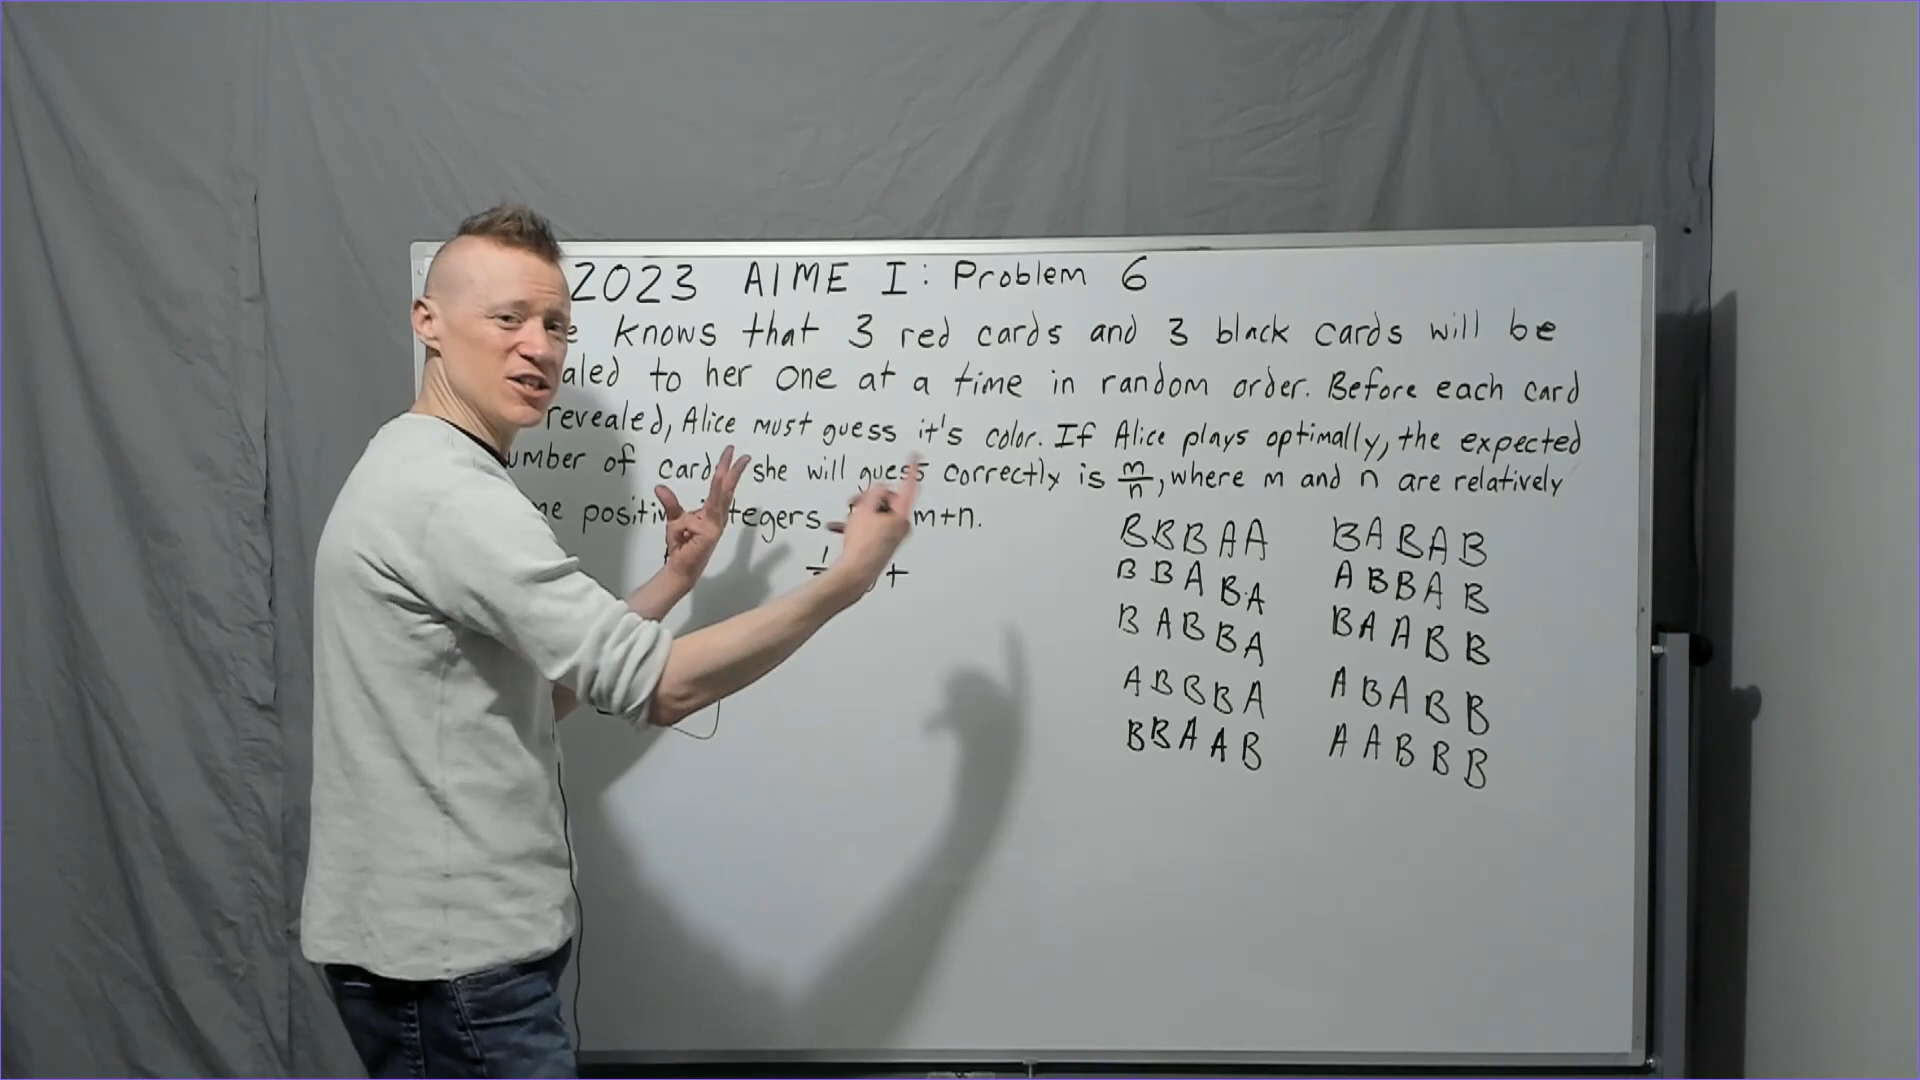 2023 AIME I: Problem 6
knows that 3 red cards and 3 black cards will be
aled to her one at a time in random order. Before each card
revealed, Alice must guess it's color. If Alice plays optimally, the expected
umber of card she will guess correctly is m/n, where m and n are relatively
positiv tegers m+n.
BBBAA BABAB
BBABA ABBAB
BABBA BAABB
ABBBA ABABB
BBAAB AABBB